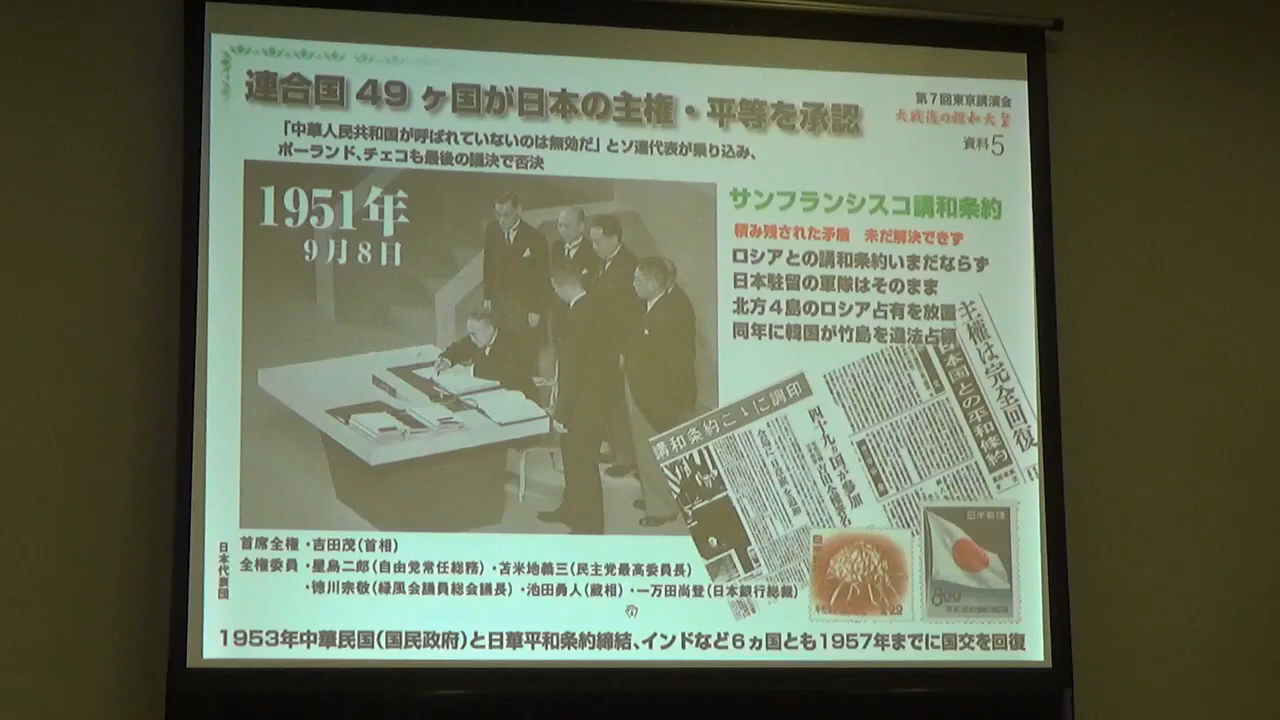 連合国 49 ヶ国が日本の主権・平等を承認
第7回東京講演会
大戦後の昭和大望
資料5
「中華人民共和国が呼ばれていないのは無効だ」とソ連代表が乗り込み、
ポーランド、チェコも最後の議決で否決
1951年
9月8日
サンフランシスコ講和条約
積み残された矛盾 未だ解決できず
ロシアとの講和条約いまだならず
日本駐留の軍隊はそのまま
北方4島のロシア占有を放置
同年に韓国が竹島を違法占領
主権は完全回復
日本国との平和條約
講和条約ここに調印
四十九カ国が参加
日本郵便
8.00
日本代表団
首席全権・吉田茂(首相)
全権委員・星島二郎(自由党常任総務)・苫米地義三(民主党最高委員長)
・徳川宗敬(緑風会議員総会議長)・池田勇人(蔵相)・一万田尚登(日本銀行総裁)
1953年中華民国(国民政府)と日華平和条約締結、インドなど6ヵ国とも1957年までに国交を回復